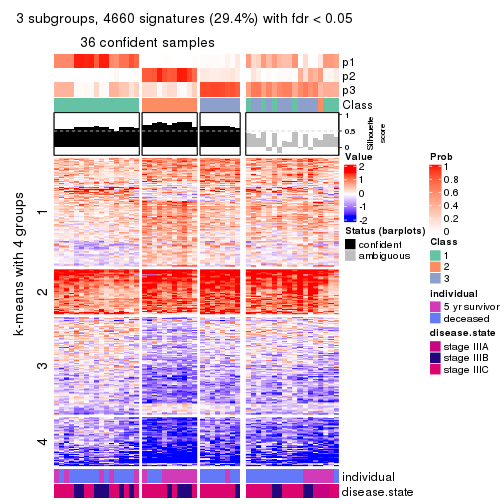 3 subgroups, 4660 signatures (29.4%) with fdr < 0.05
36 confident samples
p1
p2
p3
Class
1
0.5
0
Silhouette
score
k-means with 4 groups
1
2
3
4
Value
2
1
0
-1
-2
Status (barplots)
confident
ambiguous
Prob
1
0.8
0.6
0.4
0.2
0
Class
1
2
3
individual
5 yr survivor
deceased
disease.state
stage IIIA
stage IIIB
stage IIIC
individual
disease.state